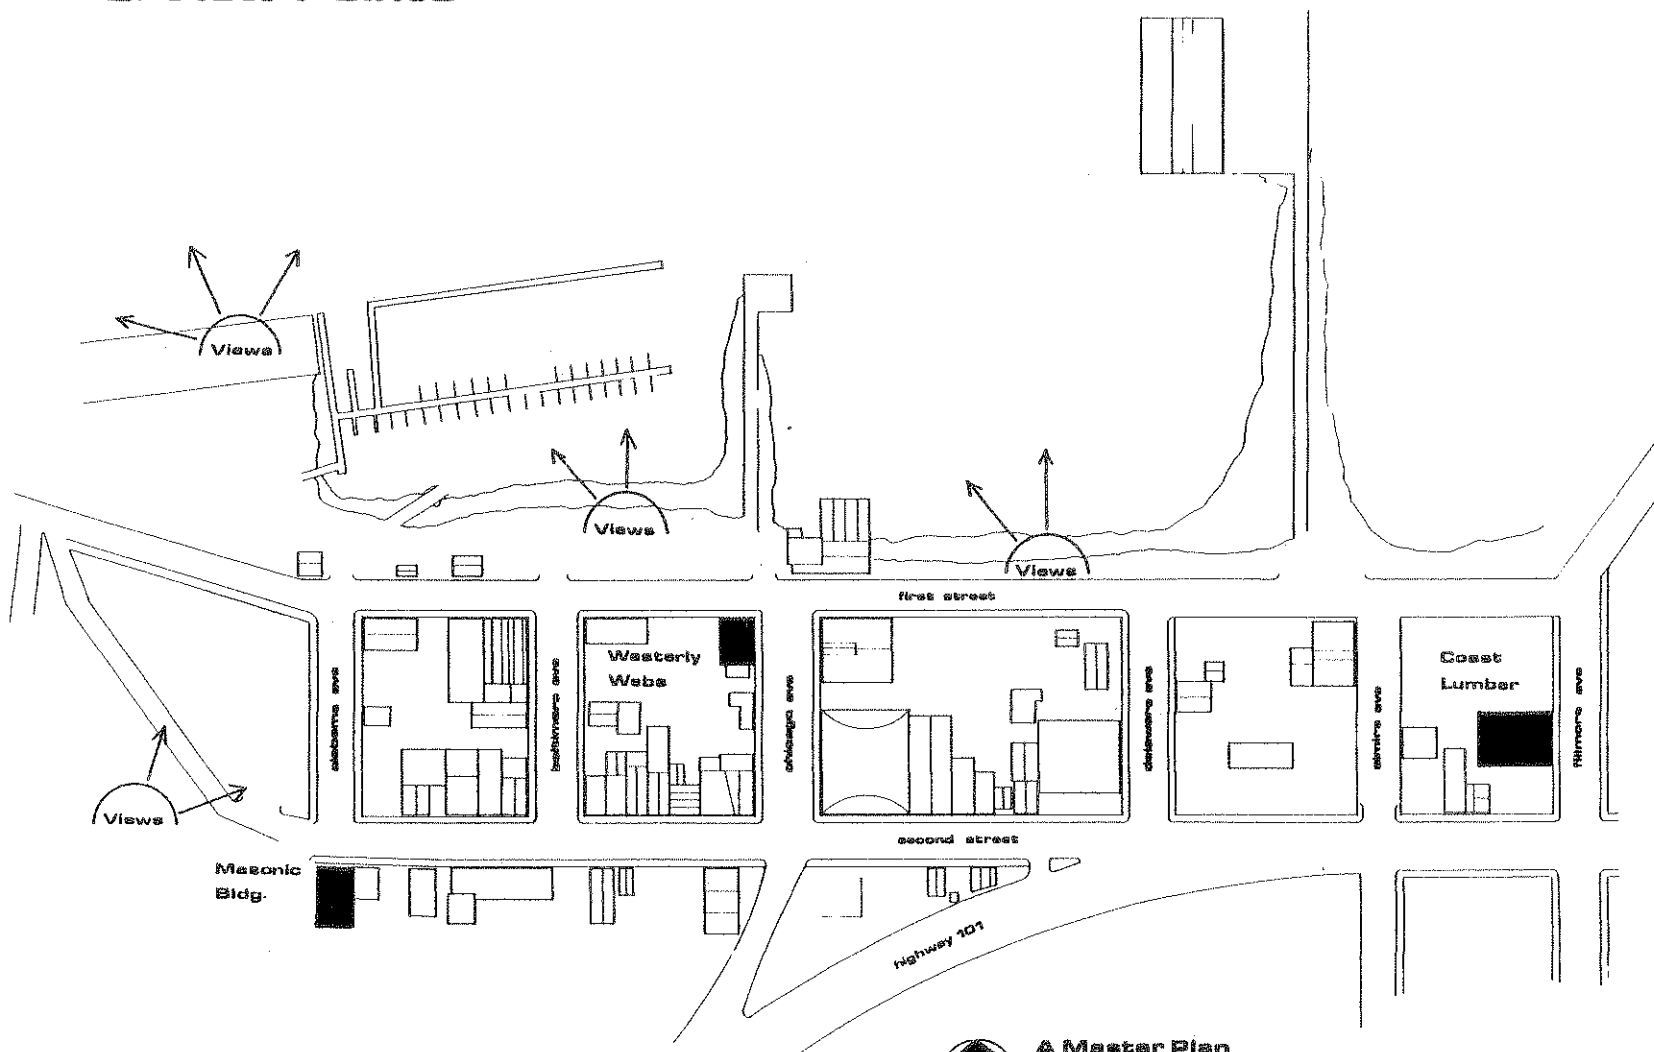 Views
Views
Views
first street
Westerly
Webs
Coast
Lumber
alabama ave
baltimore ave
chicago ave
delaware ave
elmira ave
fillmore ave
Views
second street
Masonic
Bldg.
highway 101
A Master Plan